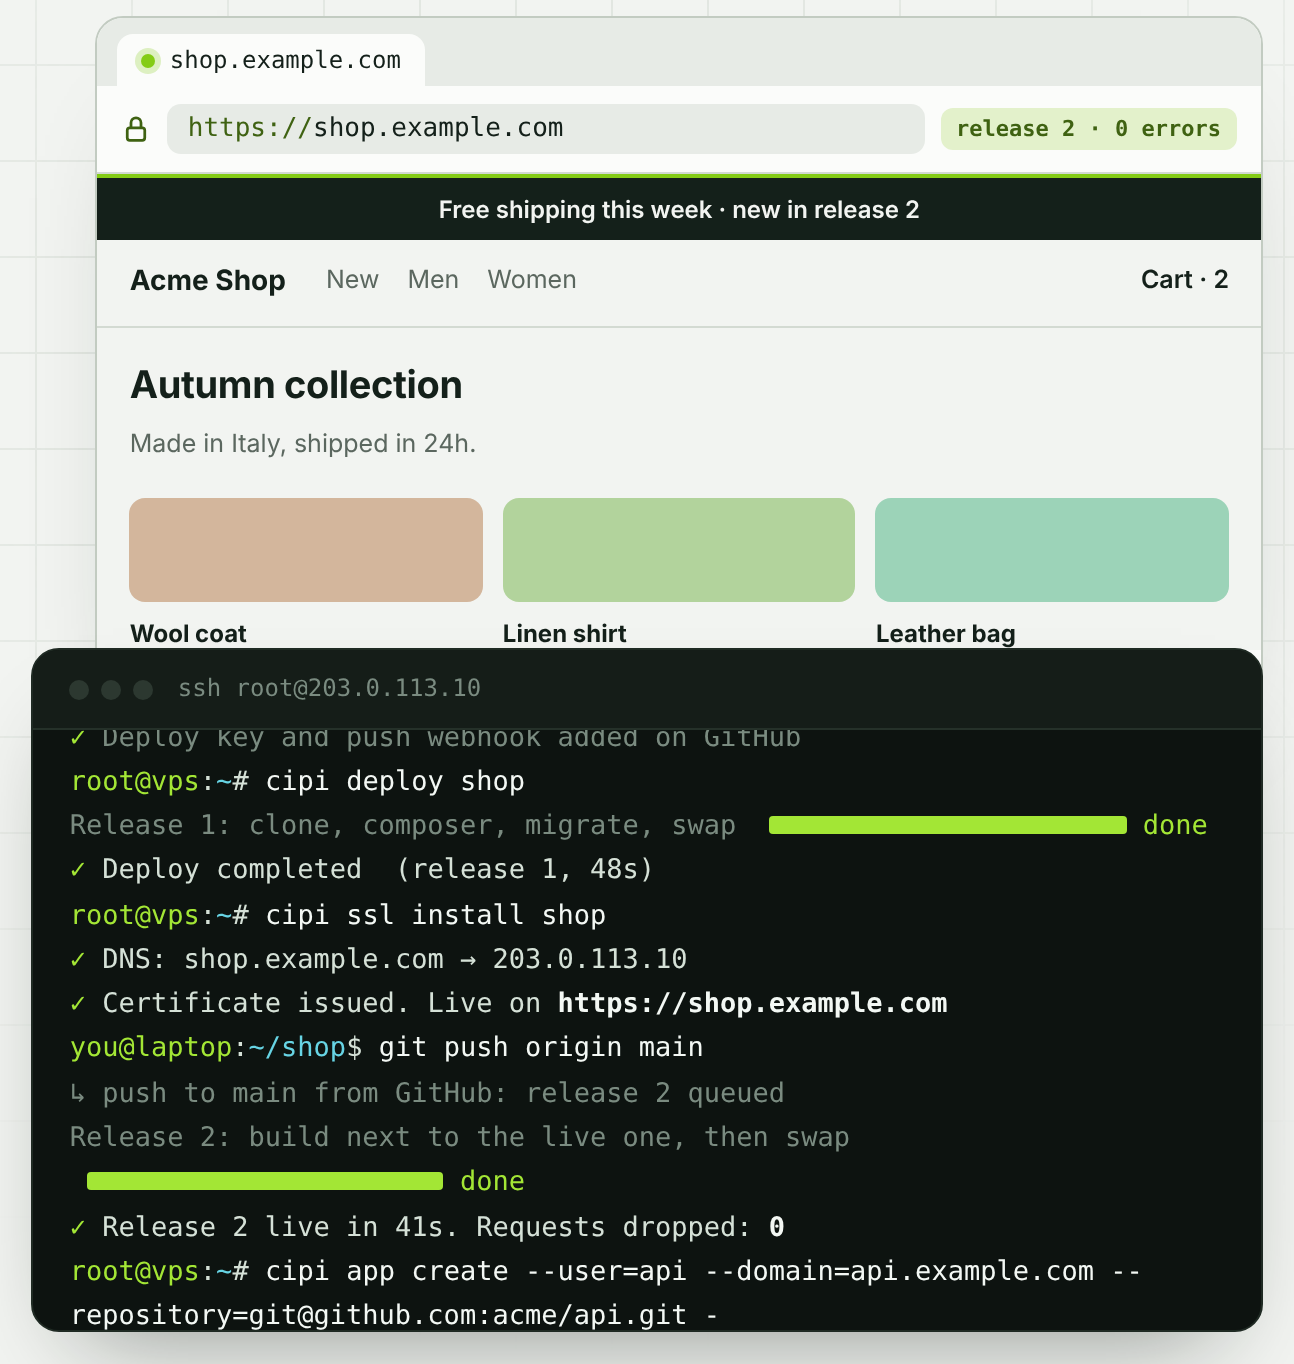 shop.example.com
https://shop.example.com
release 2 · 0 errors
Free shipping this week · new in release 2
Acme Shop New Men Women Cart · 2
Autumn collection
Made in Italy, shipped in 24h.
Wool coat Linen shirt Leather bag
ssh root@203.0.113.10
✓ Deploy key and push webhook added on GitHub
root@vps:~# cipi deploy shop
Release 1: clone, composer, migrate, swap done
✓ Deploy completed (release 1, 48s)
root@vps:~# cipi ssl install shop
✓ DNS: shop.example.com → 203.0.113.10
✓ Certificate issued. Live on https://shop.example.com
you@laptop:~/shop$ git push origin main
↳ push to main from GitHub: release 2 queued
Release 2: build next to the live one, then swap
done
✓ Release 2 live in 41s. Requests dropped: 0
root@vps:~# cipi app create --user=api --domain=api.example.com --
repository=git@github.com:acme/api.git -